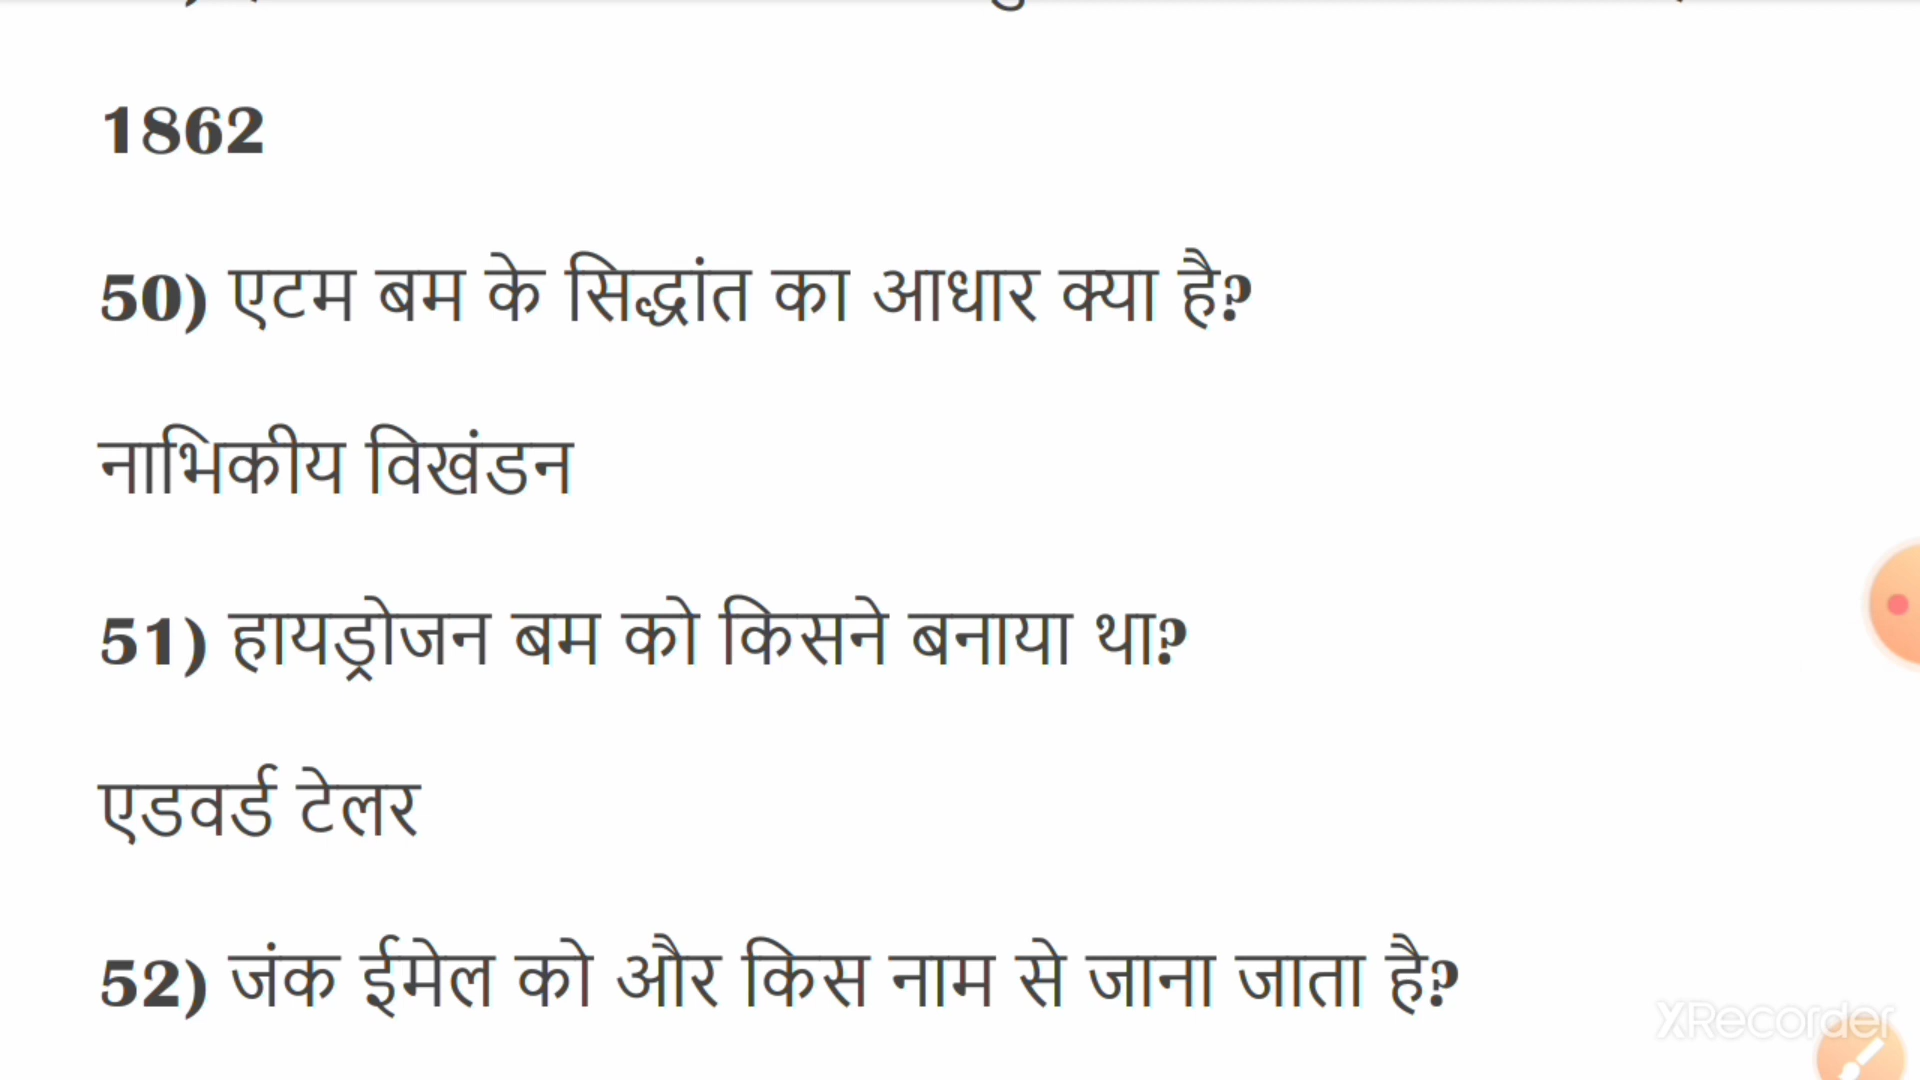 1862
50) एटम बम के सिद्धांत का आधार क्या है?
नाभिकीय विखंडन
51) हायड्रोजन बम को किसने बनाया था?
एडवर्ड टेलर
52) जंक ईमेल को और किस नाम से जाना जाता है?
XRecorder